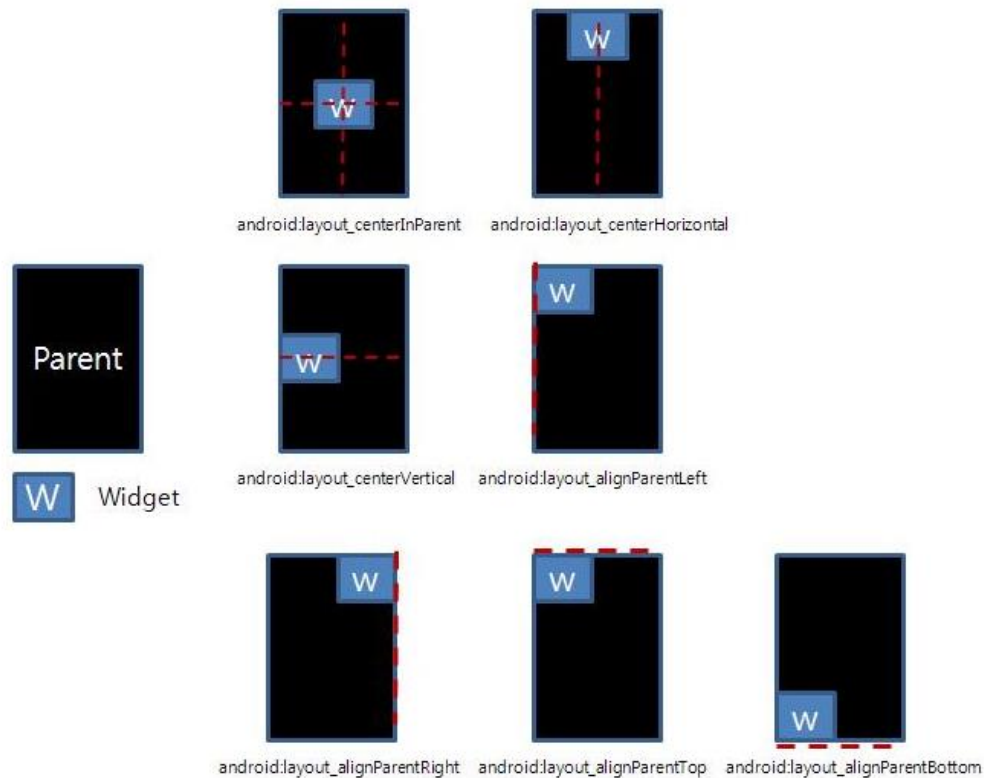 W
W
android:layout_centerInParent
android:layout_centerHorizontal
Parent
W
Widget
W
W
android:layout_centerVertical
android:layout_alignParentLeft
W
W
W
android:layout_alignParentRight
android:layout_alignParentTop
android:layout_alignParentBottom